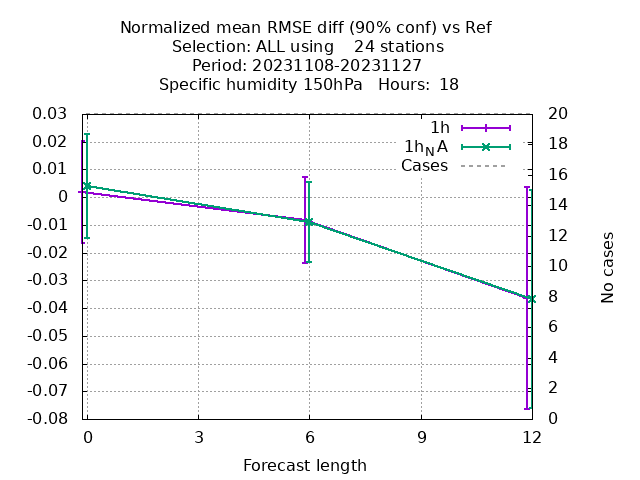 Normalized mean RMSE diff (90% conf) vs Ref
Selection: ALL using    24 stations
Period: 20231108-20231127
Specific humidity 150hPa   Hours:  18
0.03
0.02
0.01
0
-0.01
-0.02
-0.03
-0.04
-0.05
-0.06
-0.07
-0.08
1h
1hNA
Cases
20
18
16
14
12
10
8
6
4
2
0
No cases
0 3 6 9 12
Forecast length